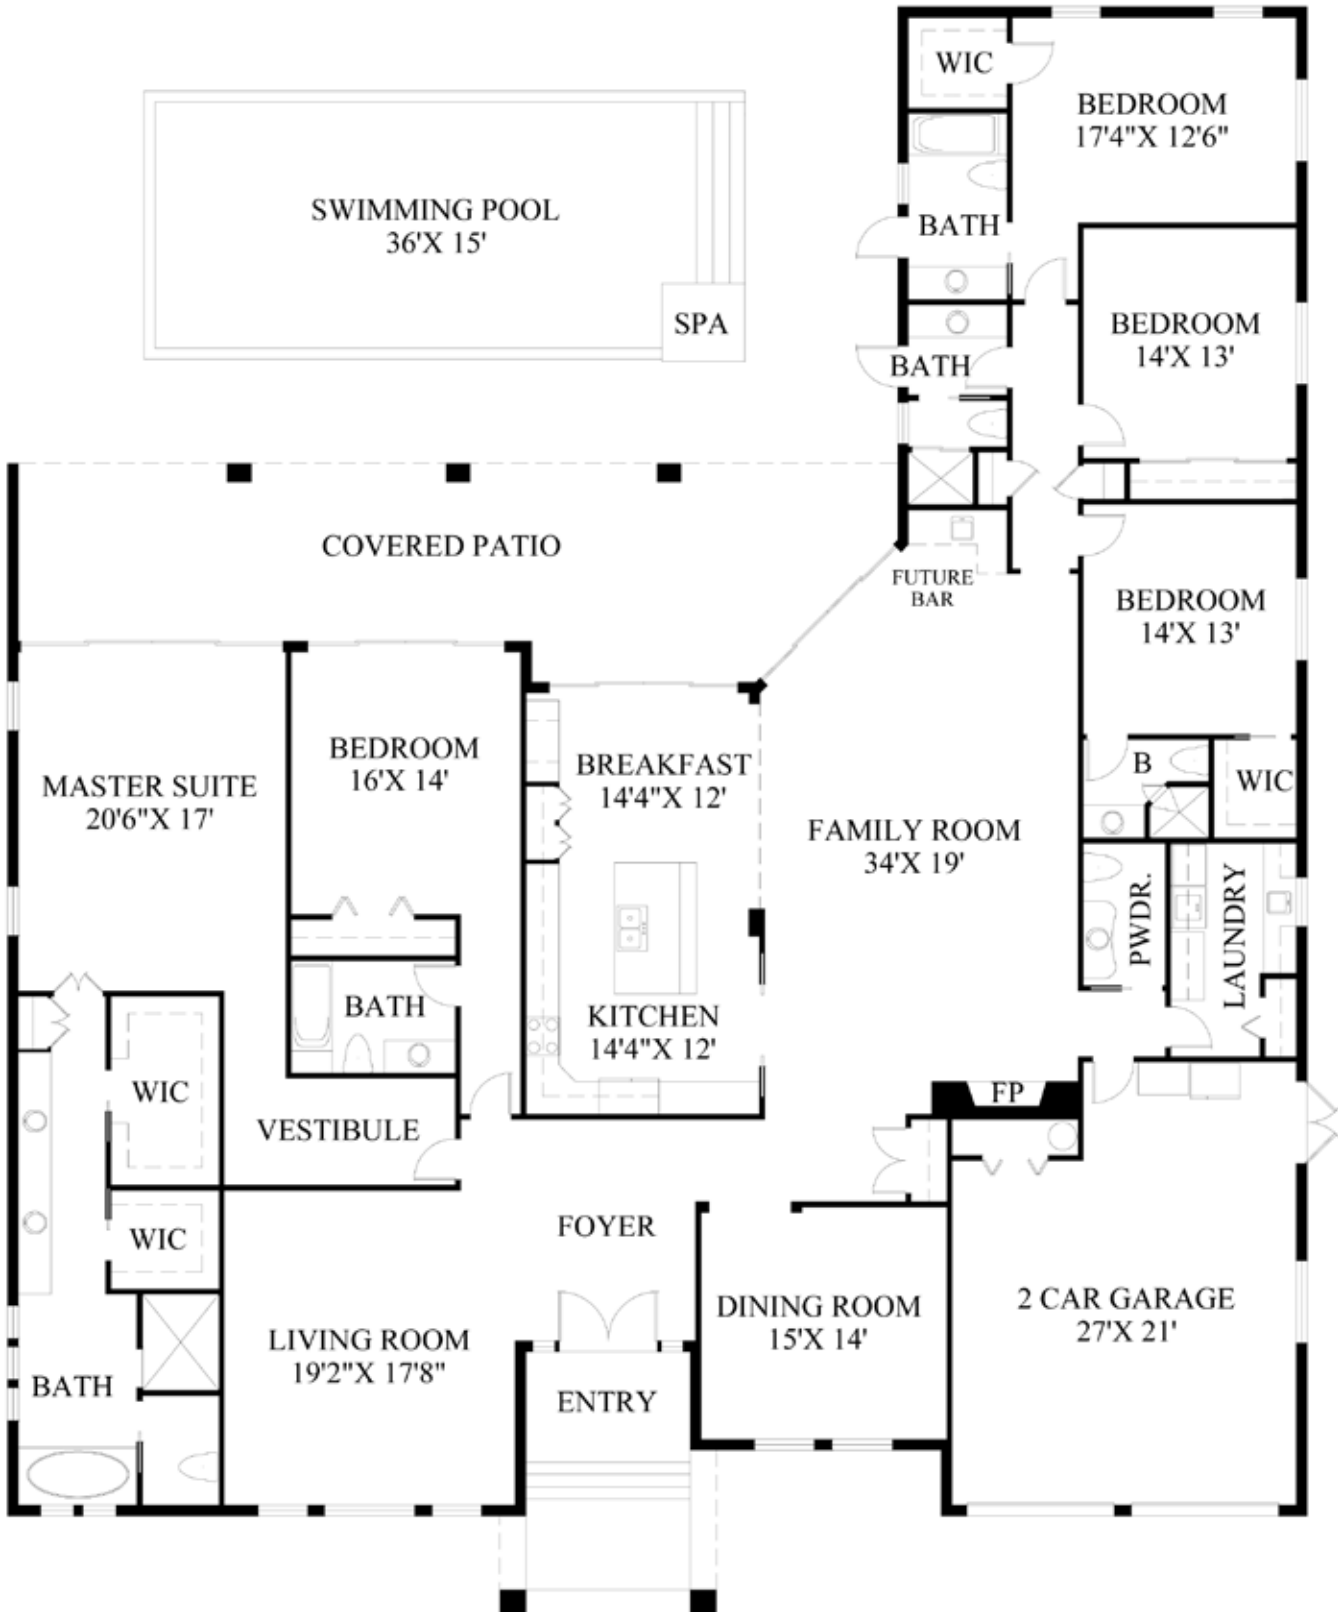 WIC
BEDROOM
17'4"X 12'6"
SWIMMING POOL
36'X 15'
SPA
BATH
BEDROOM
14'X 13'
BATH
COVERED PATIO
FUTURE
BAR
BEDROOM
14'X 13'
MASTER SUITE
20'6"X 17'
BEDROOM
16'X 14'
BREAKFAST
14'4"X 12'
B
WIC
FAMILY ROOM
34'X 19'
PWDR.
LAUNDRY
BATH
KITCHEN
14'4"X 12'
WIC
VESTIBULE
FP
WIC
FOYER
LIVING ROOM
19'2"X 17'8"
DINING ROOM
15'X 14'
2 CAR GARAGE
27'X 21'
BATH
ENTRY